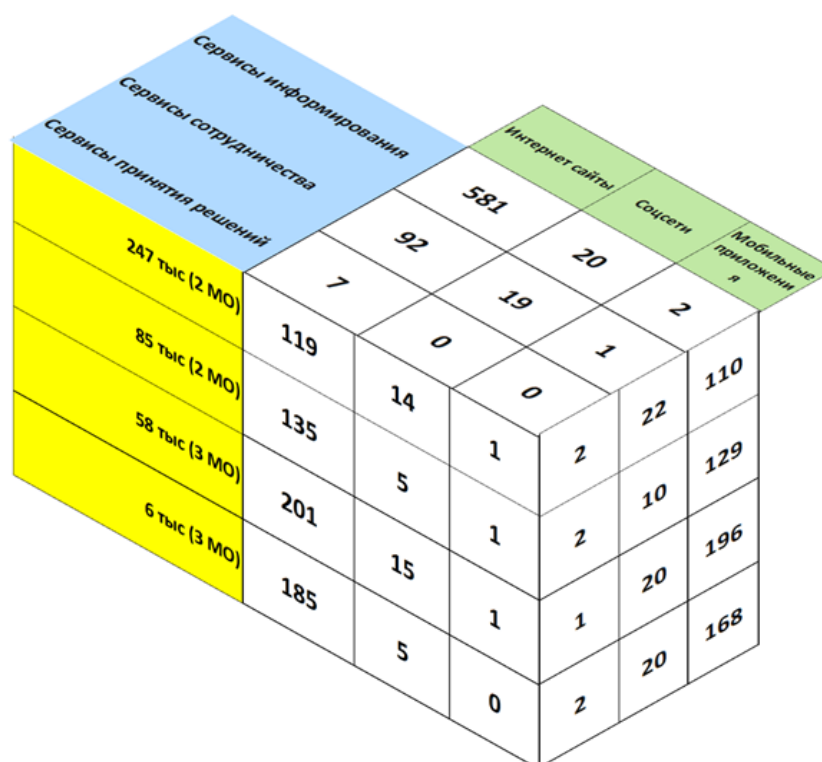 Сервисы информирования
Сервисы сотрудничества
Сервисы принятия решений
Интернет сайты
Соцсети
Мобильные
приложени
я
581
20
2
92
19
1
7
0
0
247 тыс (2 МО)
85 тыс (2 МО)
58 тыс (3 МО)
6 тыс (3 МО)
119
14
1
135
5
1
201
15
1
185
5
0
2
22
110
2
10
129
1
20
196
2
20
168